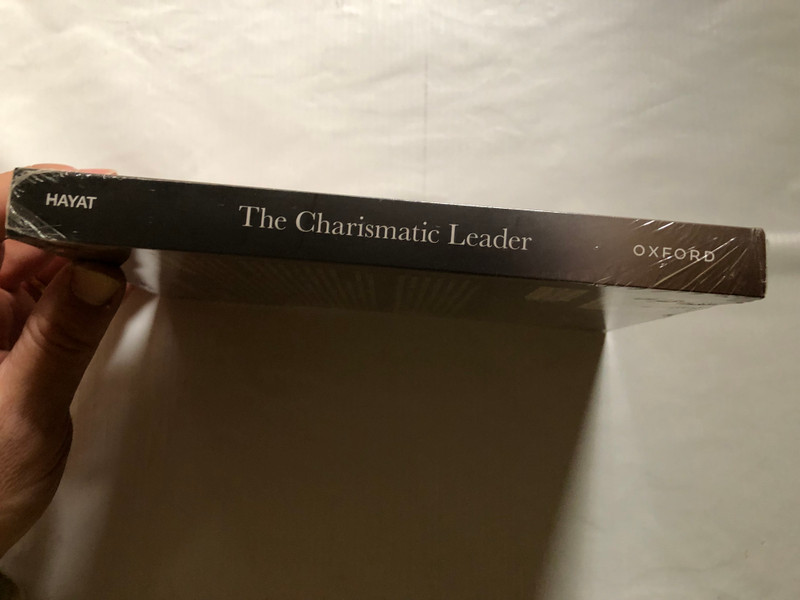 HAYAT
The Charismatic Leader
OXFORD